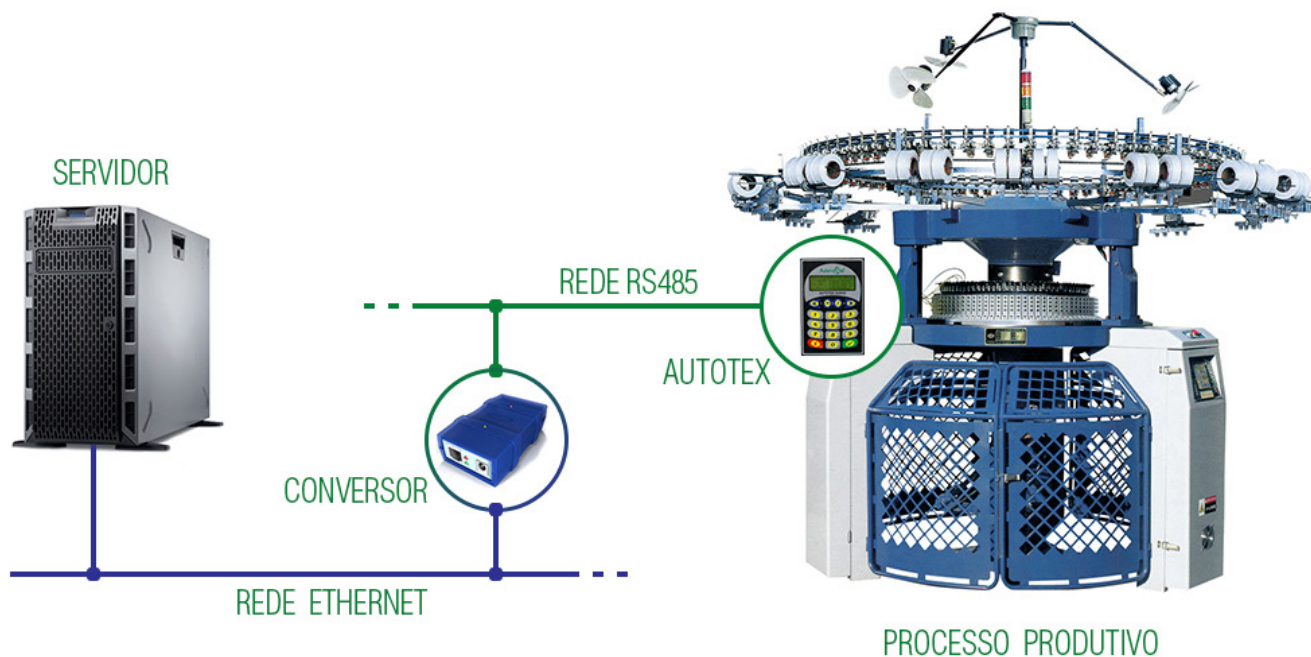 SERVIDOR
REDE RS485
AUTOTEX
CONVERSOR
REDE ETHERNET
PROCESSO PRODUTIVO